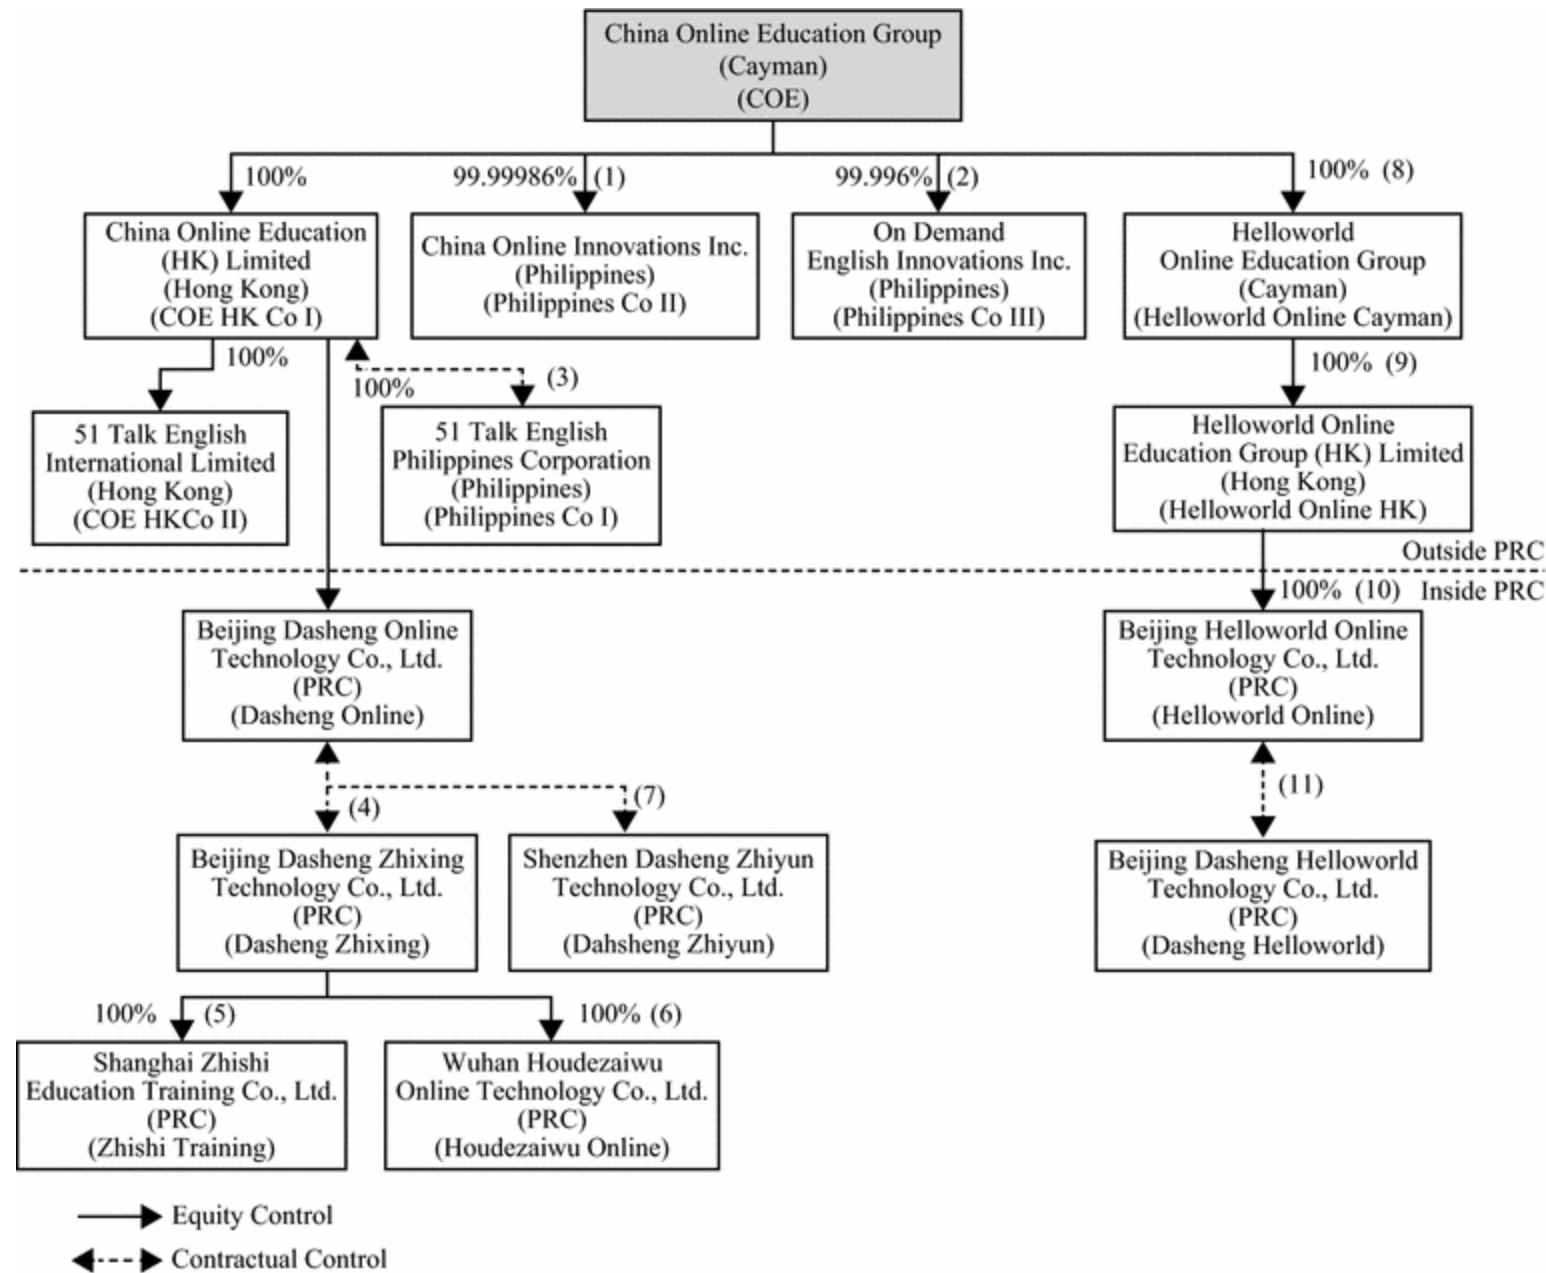 China Online Education Group
(Cayman)
(COE)
100%
99.99986% (1)
99.996% (2)
100% (8)
China Online Education
(HK) Limited
(Hong Kong)
(COE HK Co I)
China Online Innovations Inc.
(Philippines)
(Philippines Co II)
On Demand
English Innovations Inc.
(Philippines)
(Philippines Co III)
Helloworld
Online Education Group
(Cayman)
(Helloworld Online Cayman)
100%
100%
(3)
100% (9)
51 Talk English
International Limited
(Hong Kong)
(COE HKCo II)
51 Talk English
Philippines Corporation
(Philippines)
(Philippines Co I)
Helloworld Online
Education Group (HK) Limited
(Hong Kong)
(Helloworld Online HK)
Outside PRC
100% (10)
Inside PRC
Beijing Dasheng Online
Technology Co., Ltd.
(PRC)
(Dasheng Online)
Beijing Helloworld Online
Technology Co., Ltd.
(PRC)
(Helloworld Online)
(4)
(7)
(11)
Beijing Dasheng Zhixing
Technology Co., Ltd.
(PRC)
(Dasheng Zhixing)
Shenzhen Dasheng Zhiyun
Technology Co., Ltd.
(PRC)
(Dahsheng Zhiyun)
Beijing Dasheng Helloworld
Technology Co., Ltd.
(PRC)
(Dasheng Helloworld)
100% (5)
100% (6)
Shanghai Zhishi
Education Training Co., Ltd.
(PRC)
(Zhishi Training)
Wuhan Houdezaiwu
Online Technology Co., Ltd.
(PRC)
(Houdezaiwu Online)
Equity Control
Contractual Control